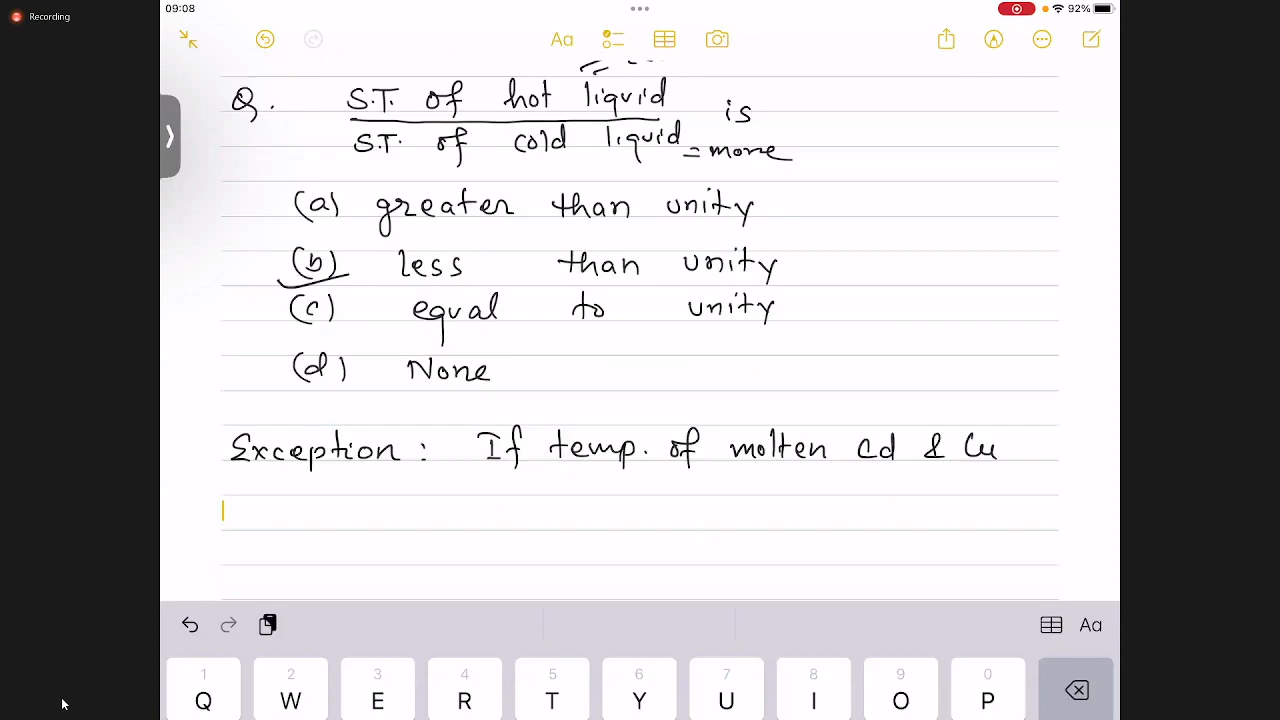 Recording
09:08
92%
Aa
Q. S.T. of hot liquid is
S.T. of cold liquid = more
(a) greater than unity
(b) less than unity
(c) equal to unity
(d) None
Exception: If temp. of molten Cd & Cu
Aa
1 2 3 4 5 6 7 8 9 0
Q W E R T Y U I O P